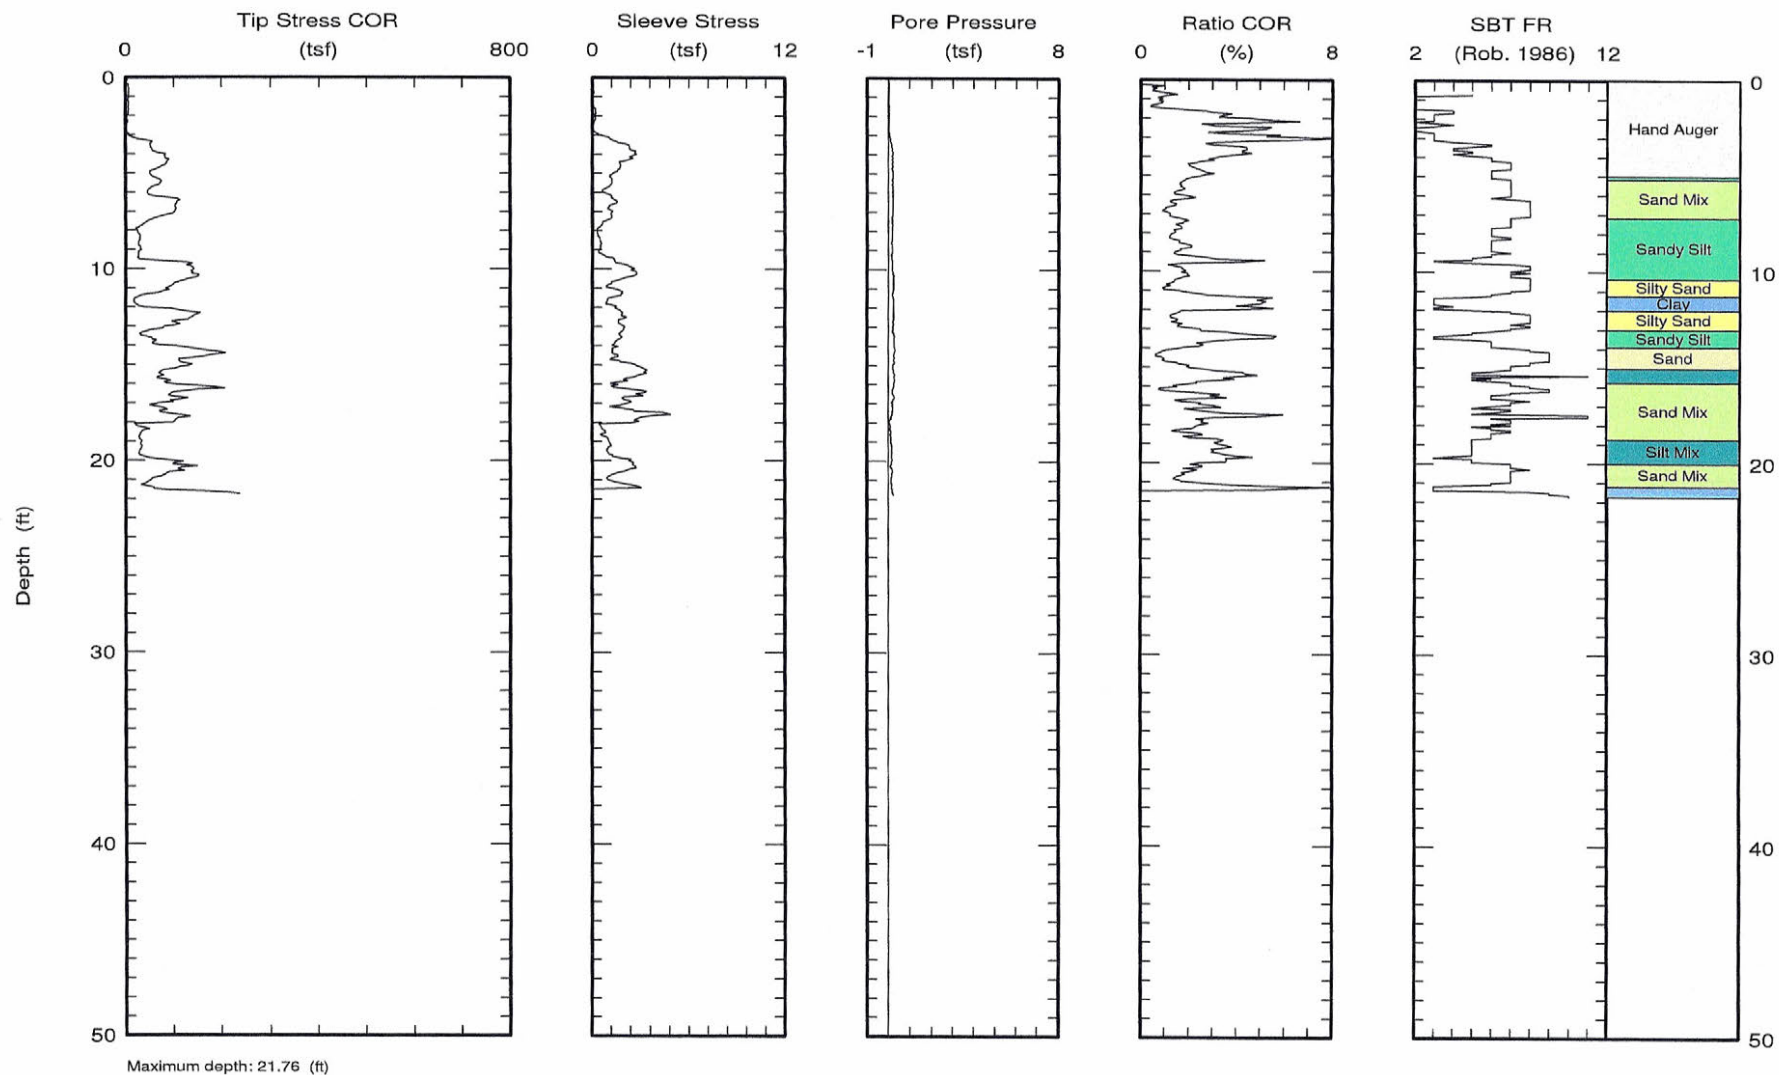 Tip Stress COR
(tsf)
0 800
Sleeve Stress
(tsf)
0 12
Pore Pressure
(tsf)
-1 8
Ratio COR
(%)
0 8
SBT FR
(Rob. 1986)
2 12
Depth (ft)
0
10
20
30
40
50
Hand Auger
Sand Mix
Sandy Silt
Silty Sand
Clay
Silty Sand
Sandy Silt
Sand
Sand Mix
Silt Mix
Sand Mix
0
10
20
30
40
50
Maximum depth: 21.76 (ft)